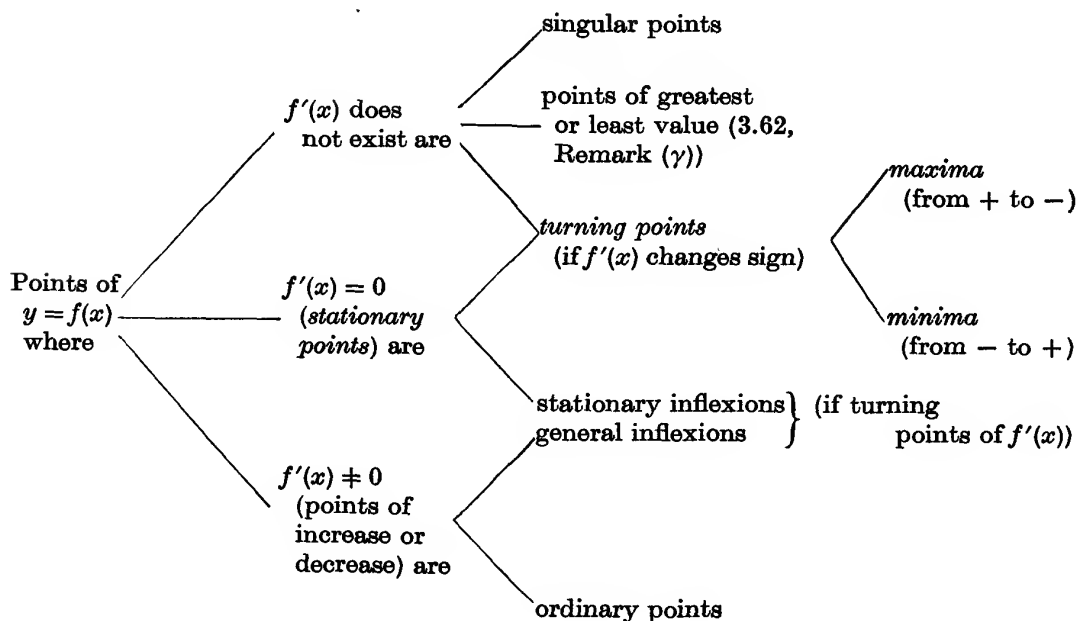 singular points
f′(x) does
not exist are
points of greatest
or least value (3.62,
Remark (γ))
maxima
(from + to −)
turning points
(if f′(x) changes sign)
Points of
y=f(x)
where
f′(x) = 0
(stationary
points) are
minima
(from − to +)
stationary inflexions
general inflexions
} (if turning
points of f′(x))
f′(x) ≠ 0
(points of
increase or
decrease) are
ordinary points